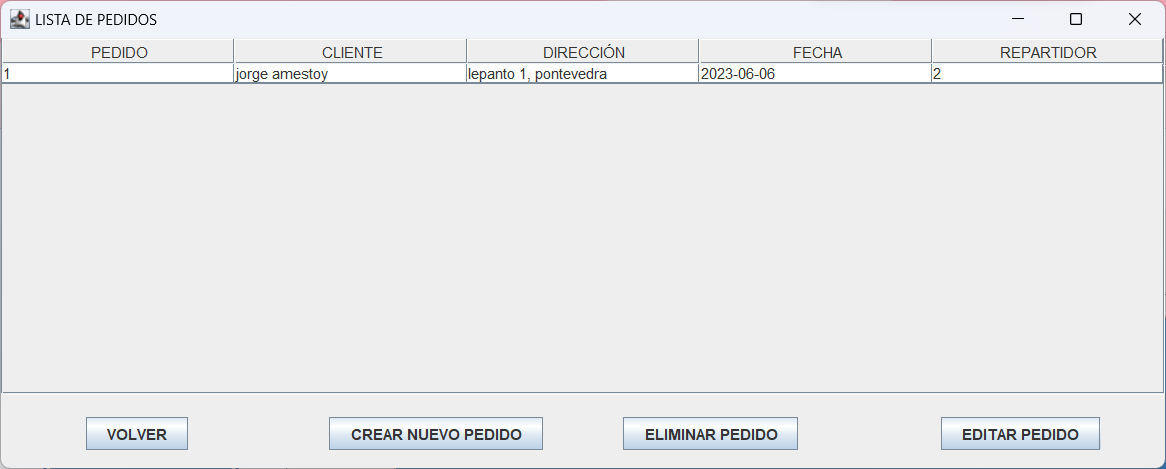 LISTA DE PEDIDOS
PEDIDO CLIENTE DIRECCIÓN FECHA REPARTIDOR
1 jorge amestoy lepanto 1, pontevedra 2023-06-06 2
VOLVER CREAR NUEVO PEDIDO ELIMINAR PEDIDO EDITAR PEDIDO